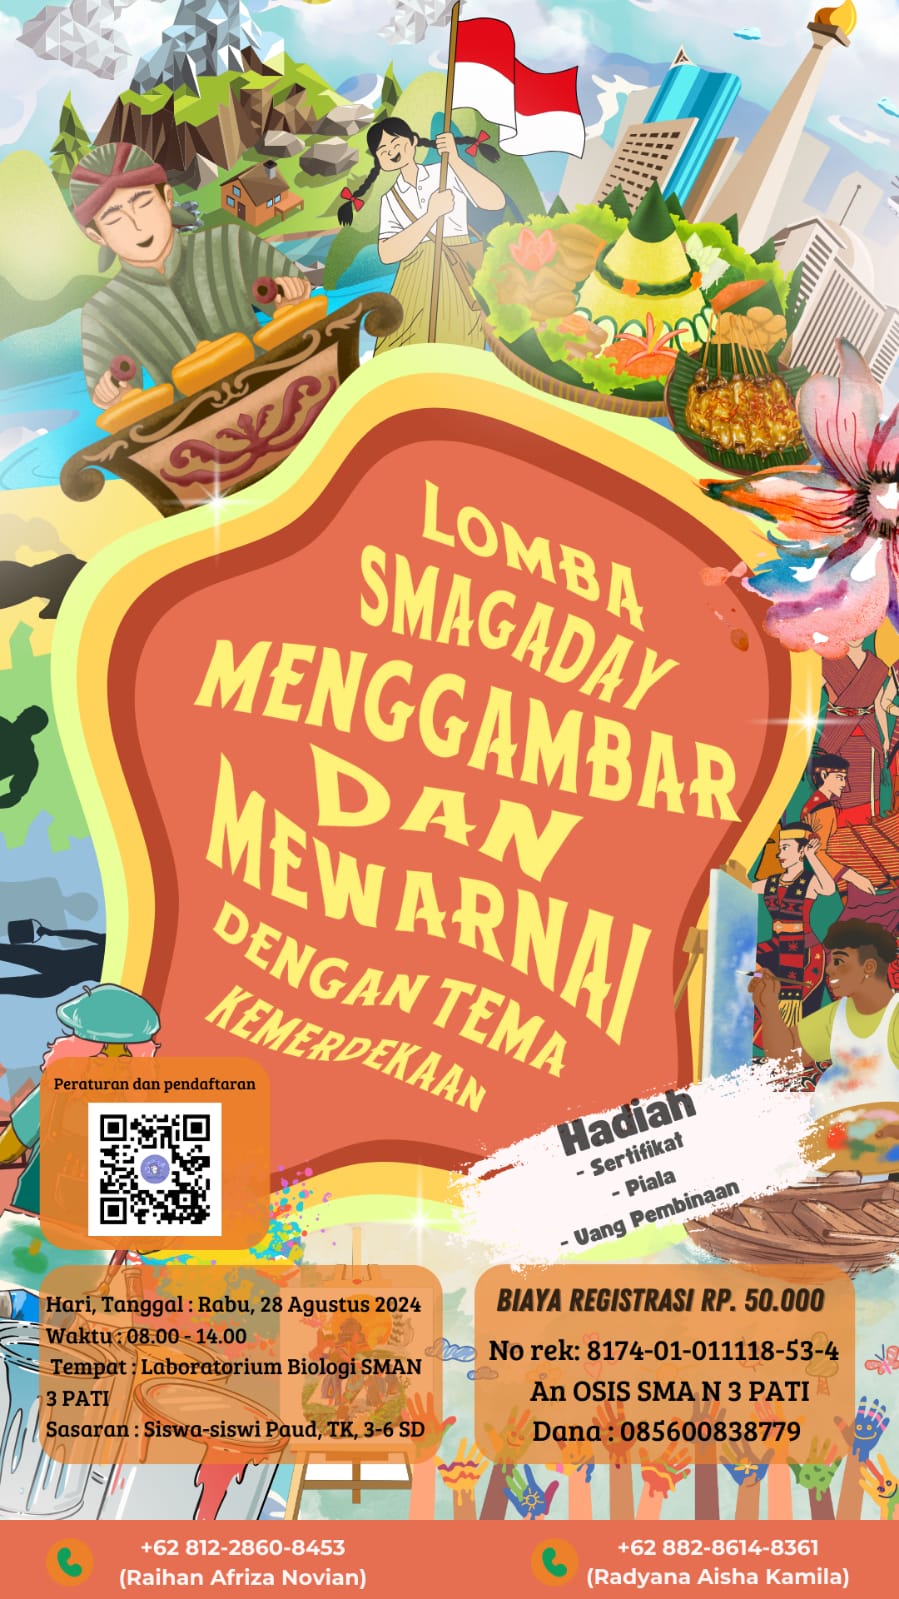 LOMBA
SMAGADAY
MENGGAMBAR
DAN
MEWARNAI
DENGAN TEMA
KEMERDEKAAN
Peraturan dan pendaftaran
Hadiah
- Sertifikat
- Piala
- Uang Pembinaan
Hari, Tanggal : Rabu, 28 Agustus 2024
Waktu : 08.00 - 14.00
Tempat : Laboratorium Biologi SMAN
3 PATI
Sasaran : Siswa-siswi Paud, TK, 3-6 SD
BIAYA REGISTRASI RP. 50.000
No rek: 8174-01-011118-53-4
An OSIS SMA N 3 PATI
Dana : 085600838779
+62 812-2860-8453
(Raihan Afriza Novian)
+62 882-8614-8361
(Radyana Aisha Kamila)